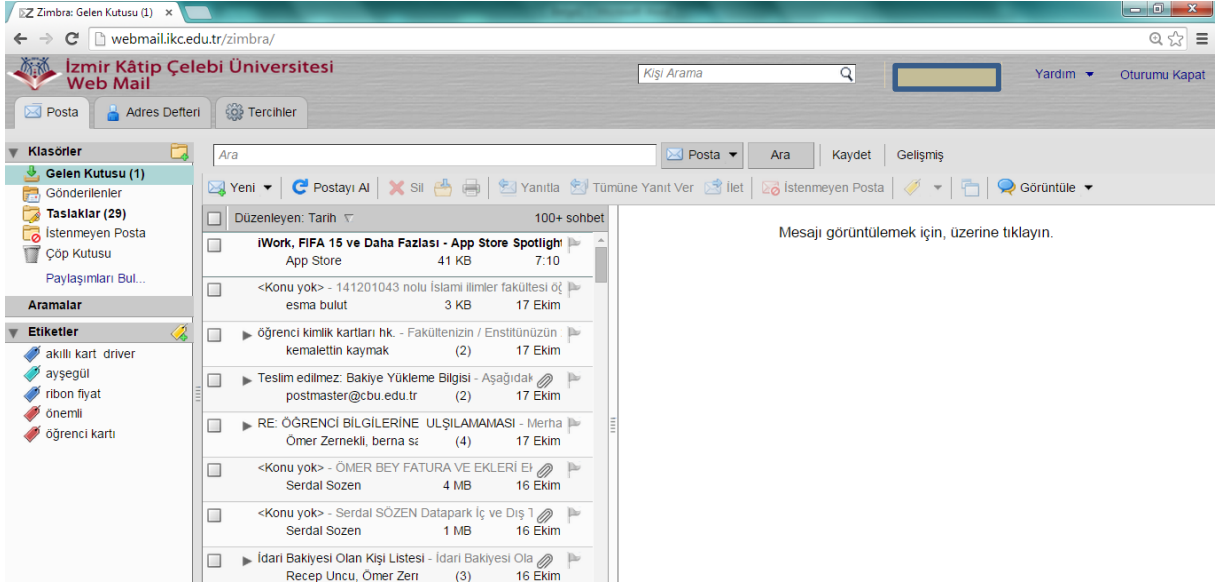 Zimbra: Gelen Kutusu (1)
webmail.ikc.edu.tr/zimbra/
İzmir Kâtip Çelebi Üniversitesi
Web Mail
Kişi Arama
Yardım
Oturumu Kapat
Posta
Adres Defteri
Tercihler
Klasörler
Gelen Kutusu (1)
Gönderilenler
Taslaklar (29)
İstenmeyen Posta
Çöp Kutusu
Paylaşımları Bul...
Aramalar
Etiketler
akıllı kart driver
ayşegül
ribon fiyat
önemli
öğrenci kartı
Ara
Posta
Ara
Kaydet
Gelişmiş
Yeni Postayı Al Sil Yanıtla Tümüne Yanıt Ver İlet İstenmeyen Posta Görüntüle
Düzenleyen: Tarih 100+ sohbet
iWork, FIFA 15 ve Daha Fazlası - App Store Spotlight
App Store 41 KB 7:10
<Konu yok> - 141201043 nolu İslami ilimler fakültesi öğ
esma bulut 3 KB 17 Ekim
öğrenci kimlik kartları hk. - Fakültenizin / Enstitünüzün
kemalettin kaymak (2) 17 Ekim
Teslim edilmez: Bakiye Yükleme Bilgisi - Aşağıdak
postmaster@cbu.edu.tr (2) 17 Ekim
RE: ÖĞRENCİ BİLGİLERİNE ULŞILAMAMASI - Merha
Ömer Zernekli, berna sa (4) 17 Ekim
<Konu yok> - ÖMER BEY FATURA VE EKLERİ
Serdal Sozen 4 MB 16 Ekim
<Konu yok> - Serdal SÖZEN Datapark İç ve Dış
Serdal Sozen 1 MB 16 Ekim
İdari Bakiyesi Olan Kişi Listesi - İdari Bakiyesi Ola
Recep Uncu, Ömer Zer (3) 16 Ekim
Mesajı görüntülemek için, üzerine tıklayın.